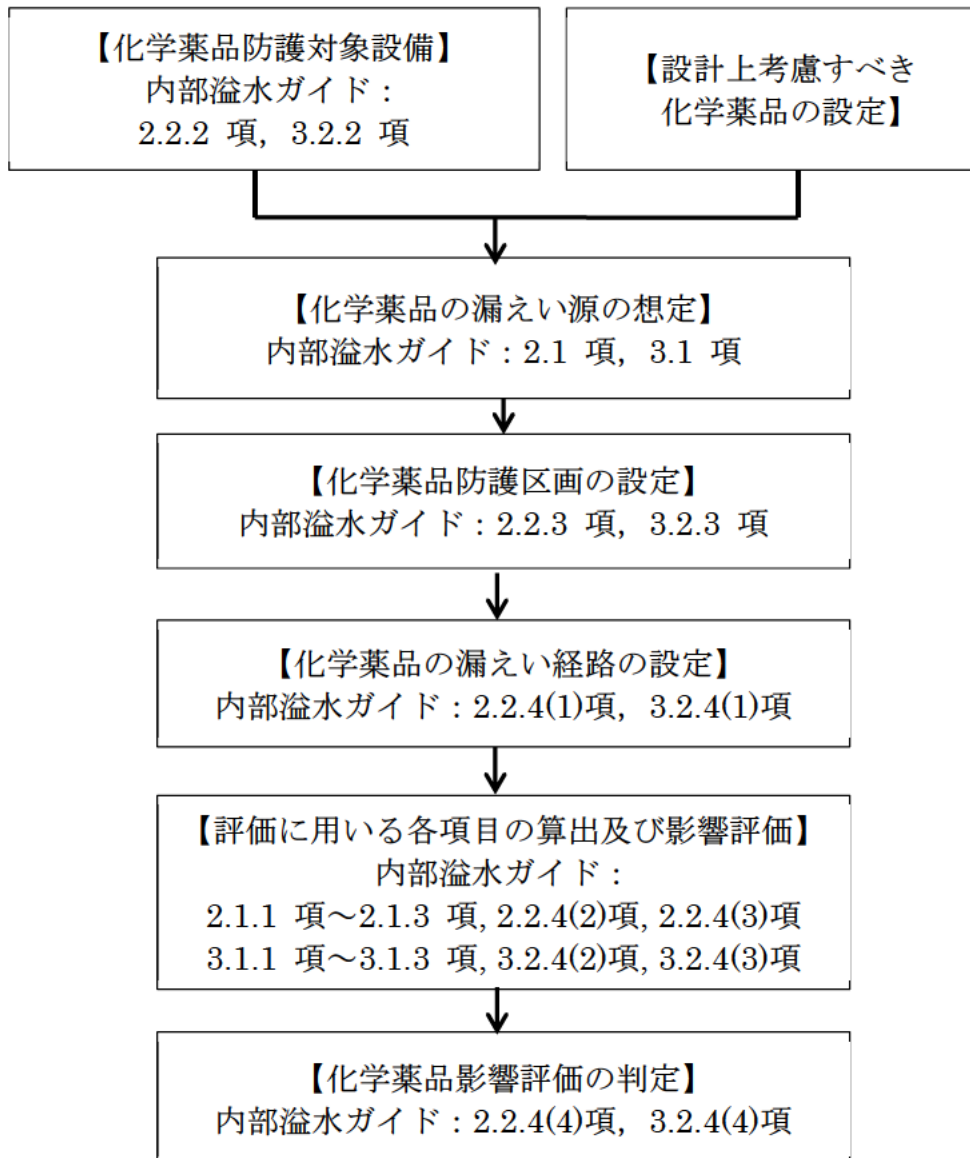 【化学薬品防護対象設備】
内部溢水ガイド：
2.2.2 項，3.2.2 項
【設計上考慮すべき
化学薬品の設定】
【化学薬品の漏えい源の想定】
内部溢水ガイド：2.1 項，3.1 項
【化学薬品防護区画の設定】
内部溢水ガイド：2.2.3 項，3.2.3 項
【化学薬品の漏えい経路の設定】
内部溢水ガイド：2.2.4(1)項，3.2.4(1)項
【評価に用いる各項目の算出及び影響評価】
内部溢水ガイド：
2.1.1 項～2.1.3 項, 2.2.4(2)項, 2.2.4(3)項
3.1.1 項～3.1.3 項, 3.2.4(2)項, 3.2.4(3)項
【化学薬品影響評価の判定】
内部溢水ガイド：2.2.4(4)項，3.2.4(4)項